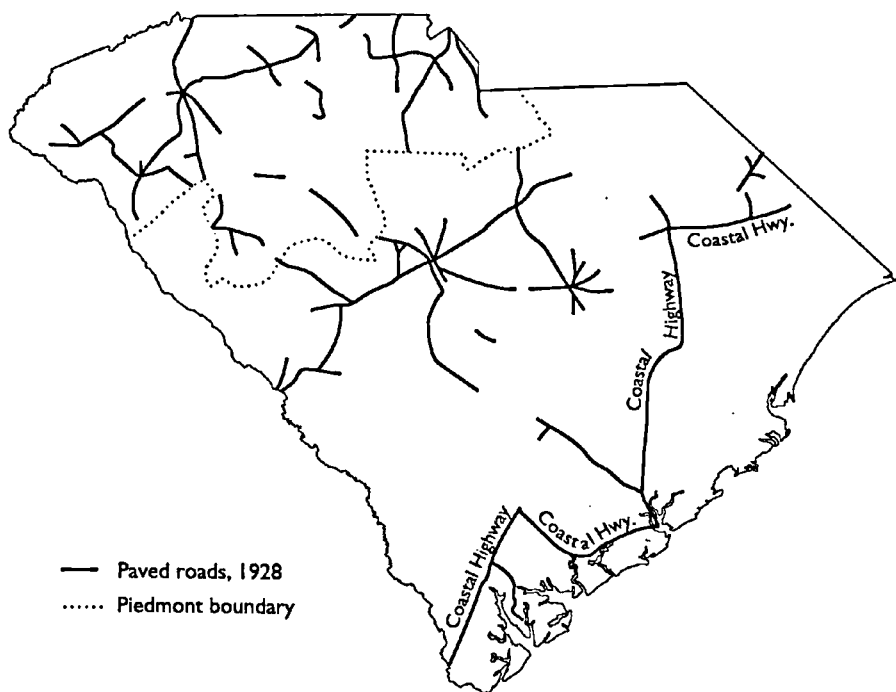 Coastal Hwy.
Coastal Highway
Coastal Hwy.
Coastal Highway
Paved roads, 1928
Piedmont boundary